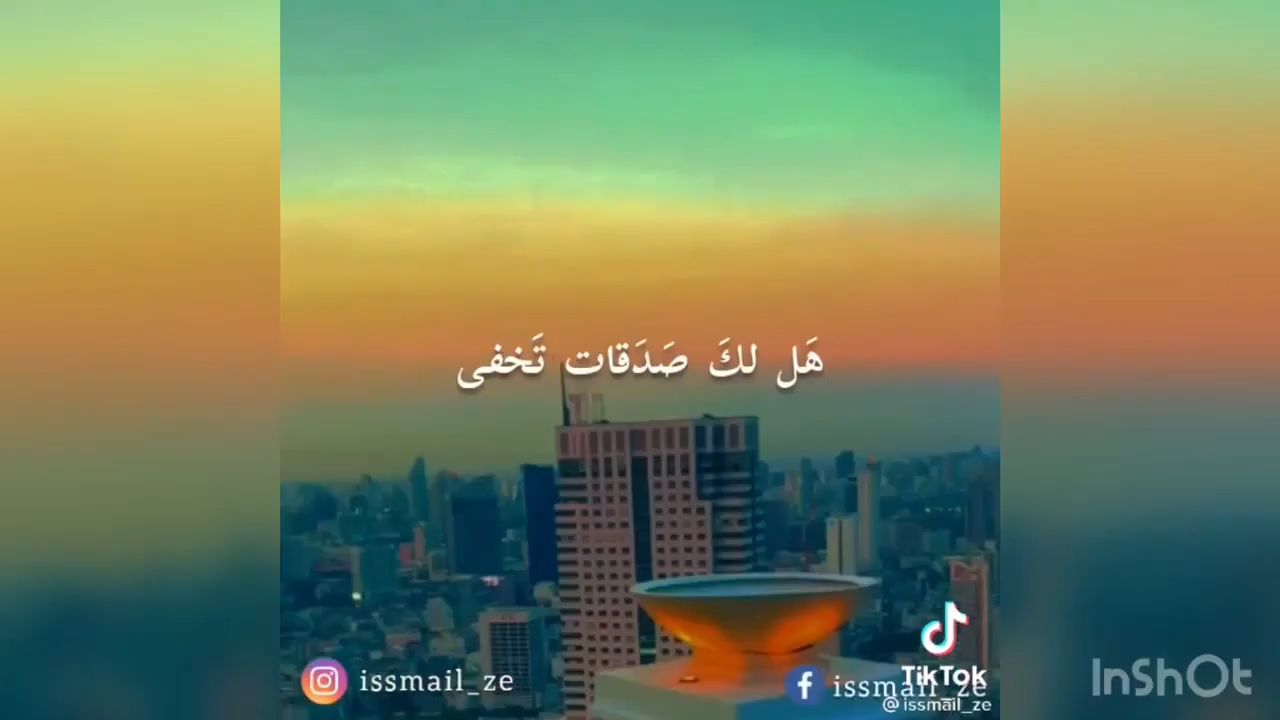 هَل لكَ صَدَقات تَخفى
issmail_ze
issmail_ze
TikTok
@issmail_ze
InShOt